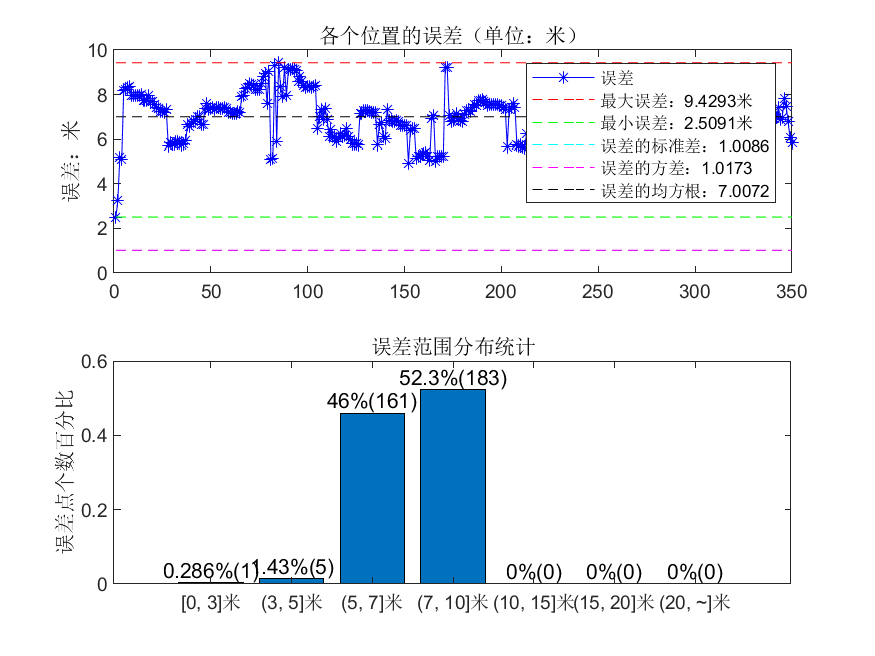 各个位置的误差（单位：米）
误差：米
10
8
6
4
2
0
0 50 100 150 200 250 300 350
误差
最大误差：9.4293米
最小误差：2.5091米
误差的标准差：1.0086
误差的方差：1.0173
误差的均方根：7.0072
误差范围分布统计
误差点个数百分比
0.6
0.4
0.2
0
0.286%(1)
1.43%(5)
46%(161)
52.3%(183)
0%(0)
0%(0)
0%(0)
[0, 3]米 (3, 5]米 (5, 7]米 (7, 10]米 (10, 15]米 (15, 20]米 (20, ~]米